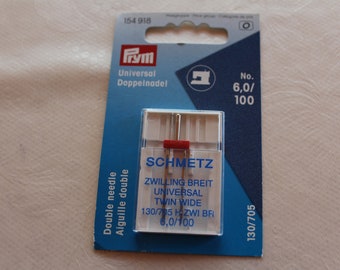 154 918
Prym
Universal
Doppelnadel
No.
6,0/
100
SCHMETZ
ZWILLING BREIT
UNIVERSAL
TWIN WIDE
130/705 H ZWI BR
6,0/100
Double needle
Aiguille double
130/705